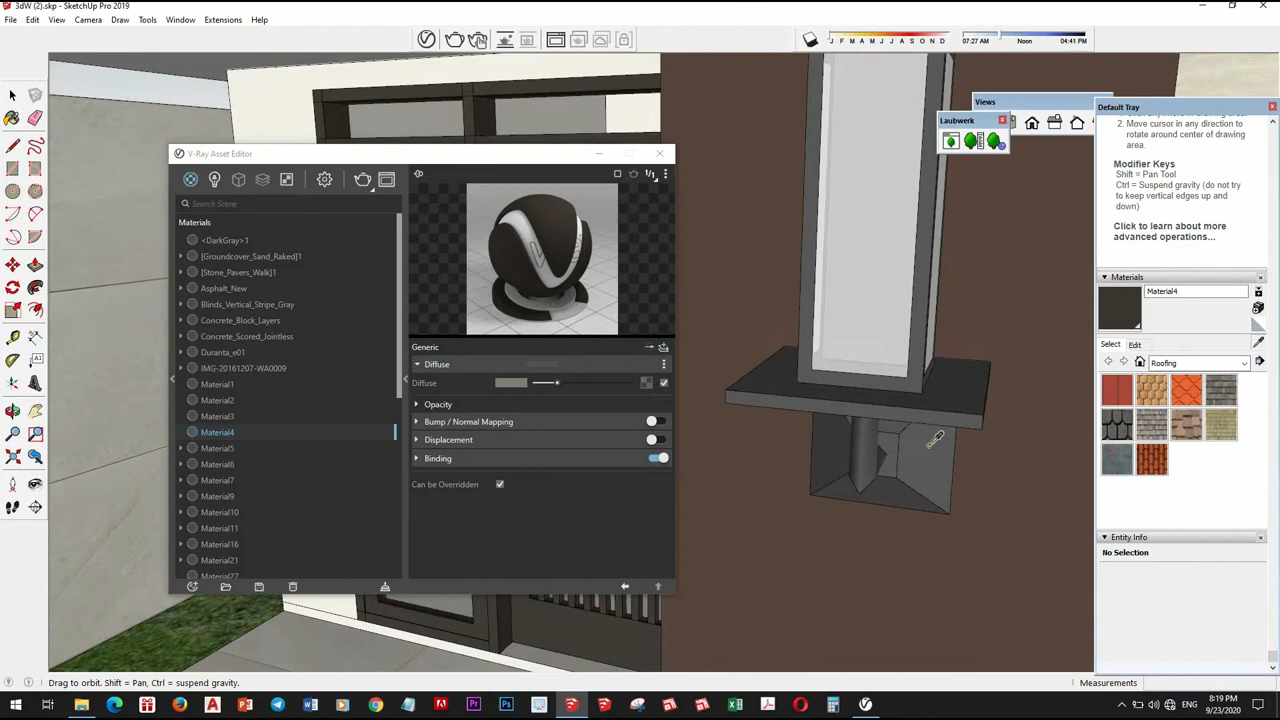 3dW (2).skp - SketchUp Pro 2019
File Edit View Camera Draw Tools Window Extensions Help
J F M A M J J A S O N D
07:27 AM Noon 04:41 PM
Views
Laubwerk
Default Tray
2. Move cursor in any direction to
rotate around center of drawing
area.
Modifier Keys
Shift = Pan Tool
Ctrl = Suspend gravity (do not try
to keep vertical edges up and
down)
Click to learn about more
advanced operations...
Materials
Material4
Select Edit
Roofing
Entity Info
No Selection
V-Ray Asset Editor
1/1
Search Scene
Materials
<DarkGray>1
[Groundcover_Sand_Raked]1
[Stone_Pavers_Walk]1
Asphalt_New
Blinds_Vertical_Stripe_Gray
Concrete_Block_Layers
Concrete_Scored_Jointless
Duranta_e01
IMG-20161207-WA0009
Material1
Material2
Material3
Material4
Material5
Material6
Material7
Material9
Material10
Material11
Material16
Material21
Material27
Generic
Diffuse
Diffuse
Opacity
Bump / Normal Mapping
Displacement
Binding
Can be Overridden
Drag to orbit. Shift = Pan, Ctrl = suspend gravity.
Measurements
ENG
8:19 PM
9/23/2020